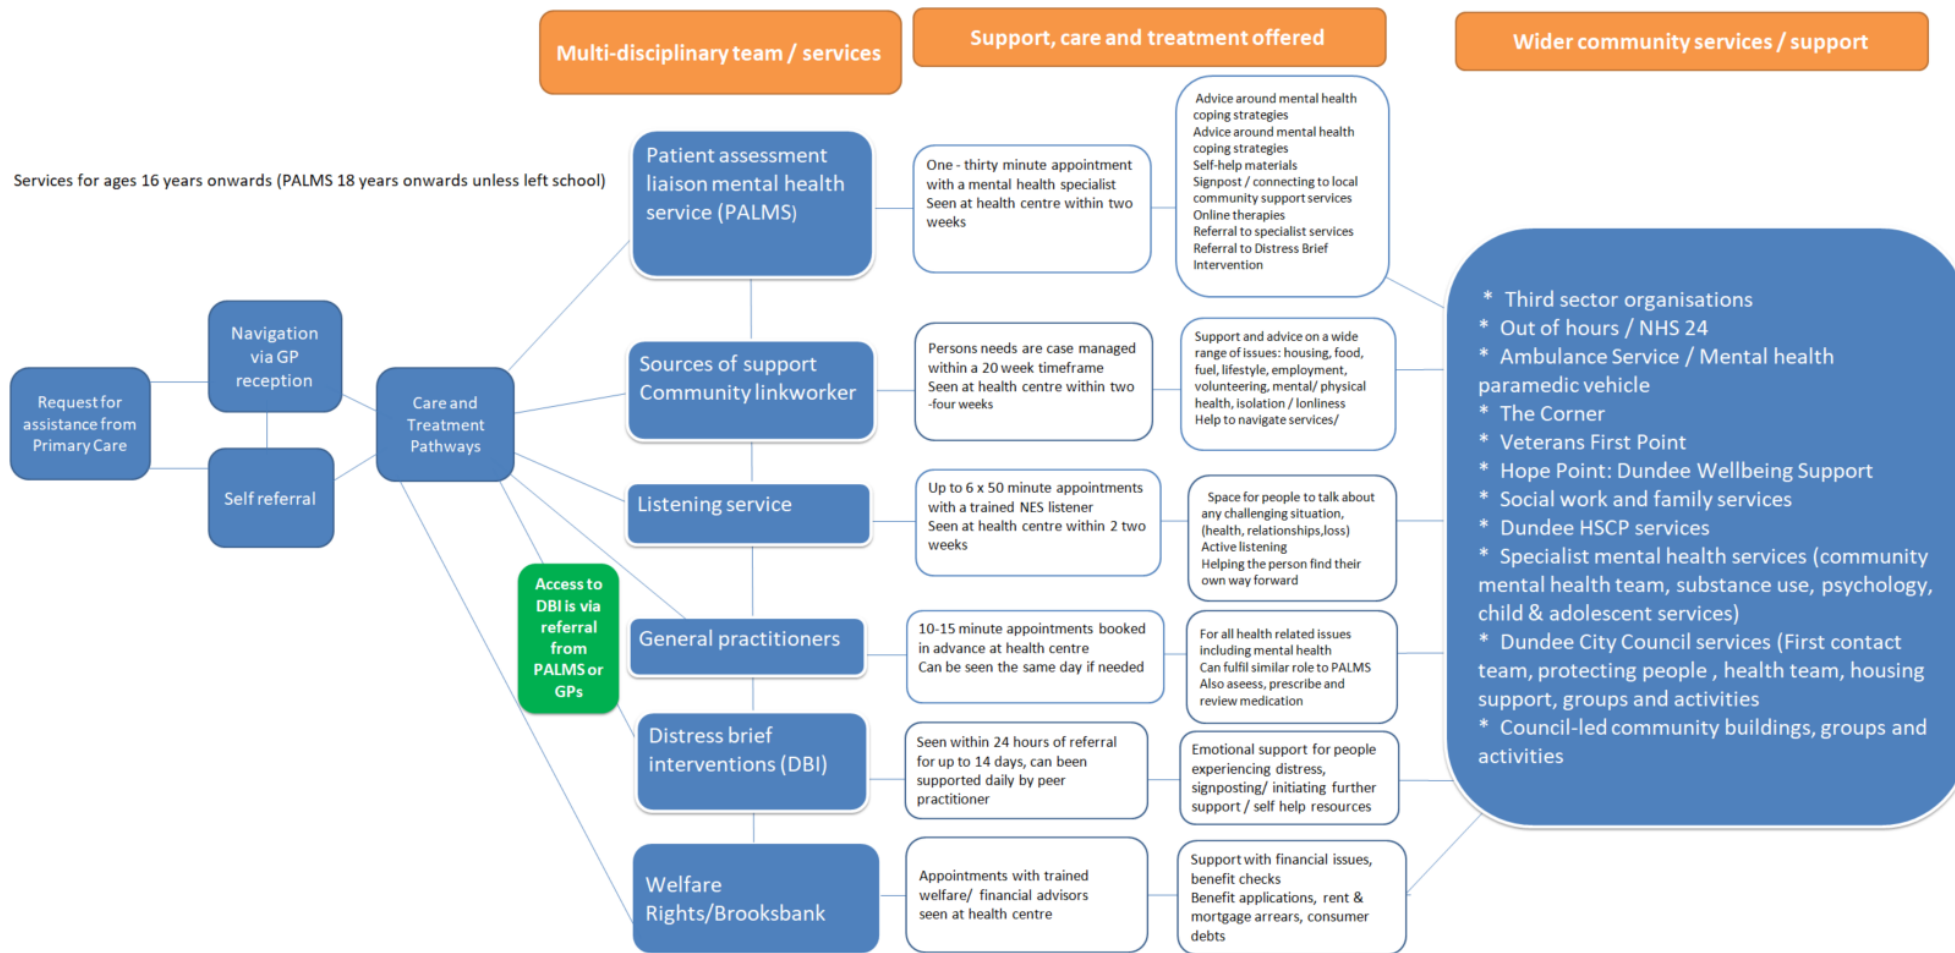 Multi-disciplinary team / services
Support, care and treatment offered
Wider community services / support
Services for ages 16 years onwards (PALMS 18 years onwards unless left school)
Request for
assistance from
Primary Care
Navigation
via GP
reception
Self referral
Care and
Treatment
Pathways
Access to
DBI is via
referral
from
PALMS or
GPs
Patient assessment
liaison mental health
service (PALMS)
One - thirty minute appointment
with a mental health specialist
Seen at health centre within two
weeks
Advice around mental health
coping strategies
Advice around mental health
coping strategies
Self-help materials
Signpost / connecting to local
community support services
Online therapies
Referral to specialist services
Referral to Distress Brief
Intervention
Sources of support
Community linkworker
Persons needs are case managed
within a 20 week timeframe
Seen at health centre within two
-four weeks
Support and advice on a wide
range of issues: housing, food,
fuel, lifestyle, employment,
volunteering, mental/ physical
health, isolation / lonliness
Help to navigate services/
Listening service
Up to 6 x 50 minute appointments
with a trained NES listener
Seen at health centre within 2 two
weeks
Space for people to talk about
any challenging situation,
(health, relationships,loss)
Active listening
Helping the person find their
own way forward
General practitioners
10-15 minute appointments booked
in advance at health centre
Can be seen the same day if needed
For all health related issues
including mental health
Can fulfil similar role to PALMS
Also aseess, prescribe and
review medication
Distress brief
interventions (DBI)
Seen within 24 hours of referral
for up to 14 days, can been
supported daily by peer
practitioner
Emotional support for people
experiencing distress,
signposting/ initiating further
support / self help resources
Welfare
Rights/Brooksbank
Appointments with trained
welfare/ financial advisors
seen at health centre
Support with financial issues,
benefit checks
Benefit applications, rent &
mortgage arrears, consumer
debts
* Third sector organisations
* Out of hours / NHS 24
* Ambulance Service / Mental health
paramedic vehicle
* The Corner
* Veterans First Point
* Hope Point: Dundee Wellbeing Support
* Social work and family services
* Dundee HSCP services
* Specialist mental health services (community
mental health team, substance use, psychology,
child & adolescent services)
* Dundee City Council services (First contact
team, protecting people , health team, housing
support, groups and activities
* Council-led community buildings, groups and
activities